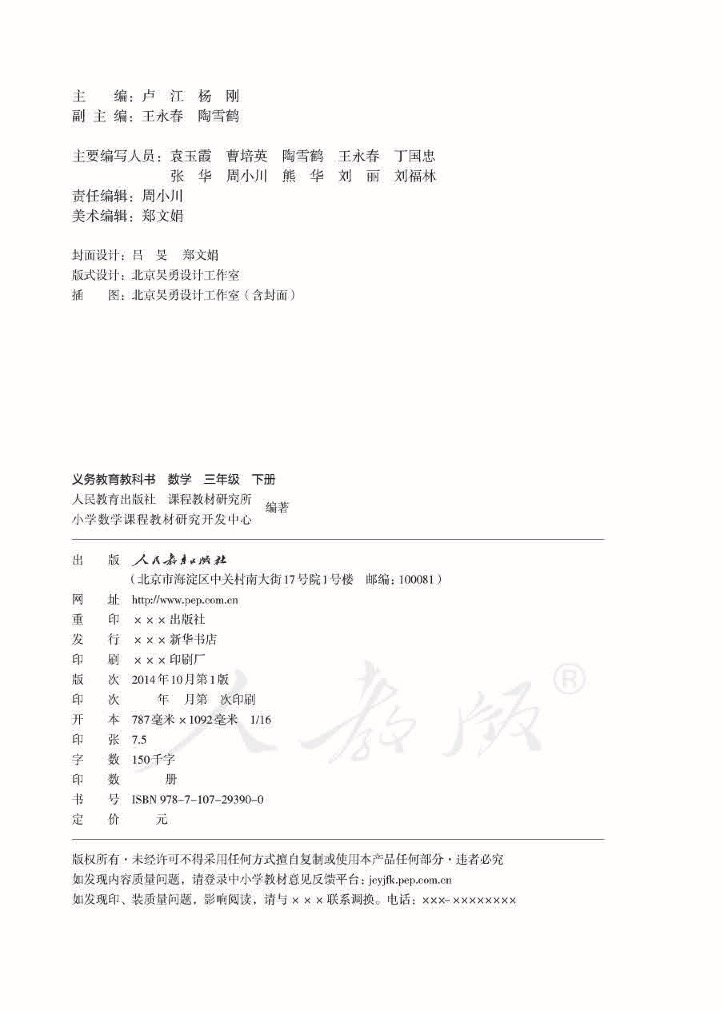 主　　编：卢　江　杨　刚
副 主 编：王永春　陶雪鹤
主要编写人员：袁玉霞　曹培英　陶雪鹤　王永春　丁国忠
张　华　周小川　熊　华　刘　丽　刘福林
责任编辑：周小川
美术编辑：郑文娟
封面设计：吕　旻　郑文娟
版式设计：北京吴勇设计工作室
插　　图：北京吴勇设计工作室（含封面）
义务教育教科书　数学　三年级　下册
人民教育出版社　课程教材研究所
小学数学课程教材研究开发中心　编著
出　　版　人民教育出版社
（北京市海淀区中关村南大街17号院1号楼　邮编：100081）
网　　址　http://www.pep.com.cn
重　　印　×××出版社
发　　行　×××新华书店
印　　刷　×××印刷厂
版　　次　2014年10月第1版
印　　次　　　年　月第　次印刷
开　　本　787毫米×1092毫米　1/16
印　　张　7.5
字　　数　150千字
印　　数　　　册
书　　号　ISBN 978-7-107-29390-0
定　　价　　　元
人教版®
版权所有·未经许可不得采用任何方式擅自复制或使用本产品任何部分·违者必究
如发现内容质量问题，请登录中小学教材意见反馈平台：jcyjfk.pep.com.cn
如发现印、装质量问题，影响阅读，请与×××联系调换。电话：×××-××××××××